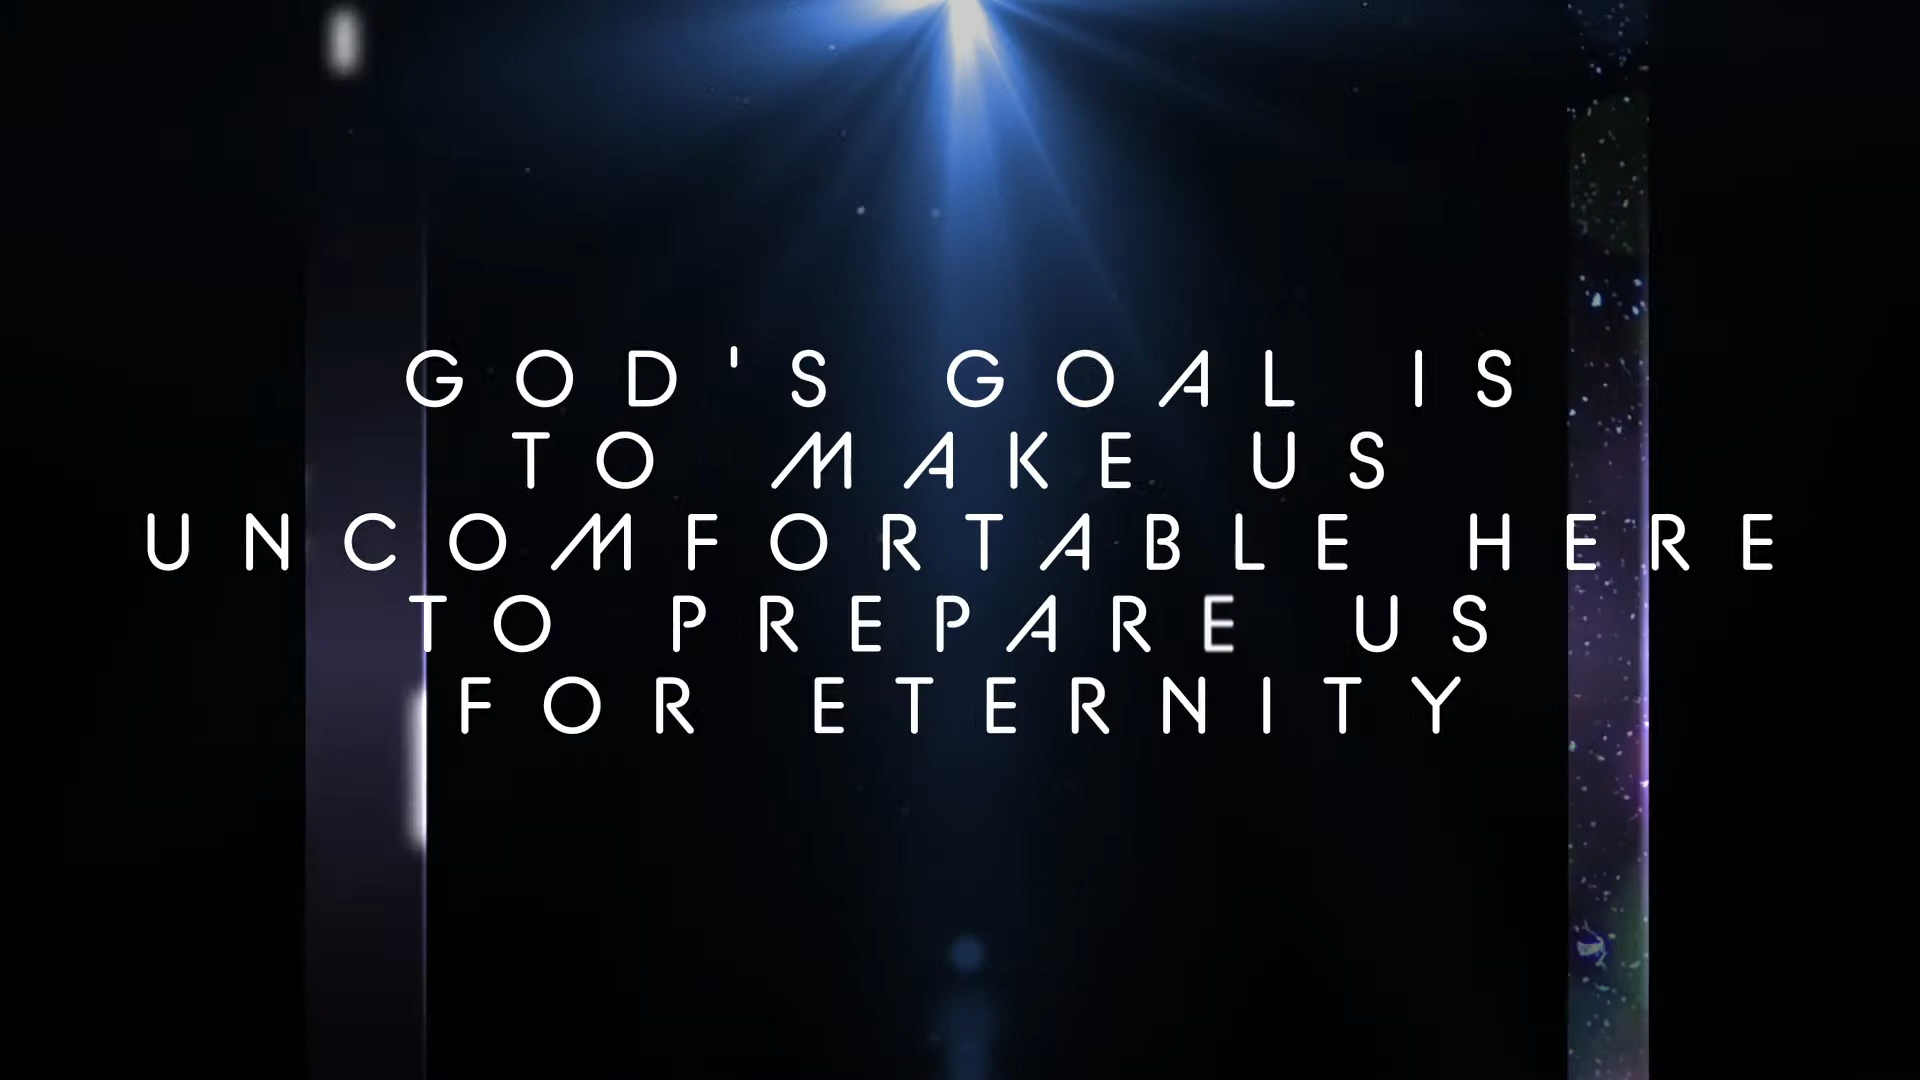 GOD'S GOAL IS
TO MAKE US
UNCOMFORTABLE HERE
TO PREPARE US
FOR ETERNITY